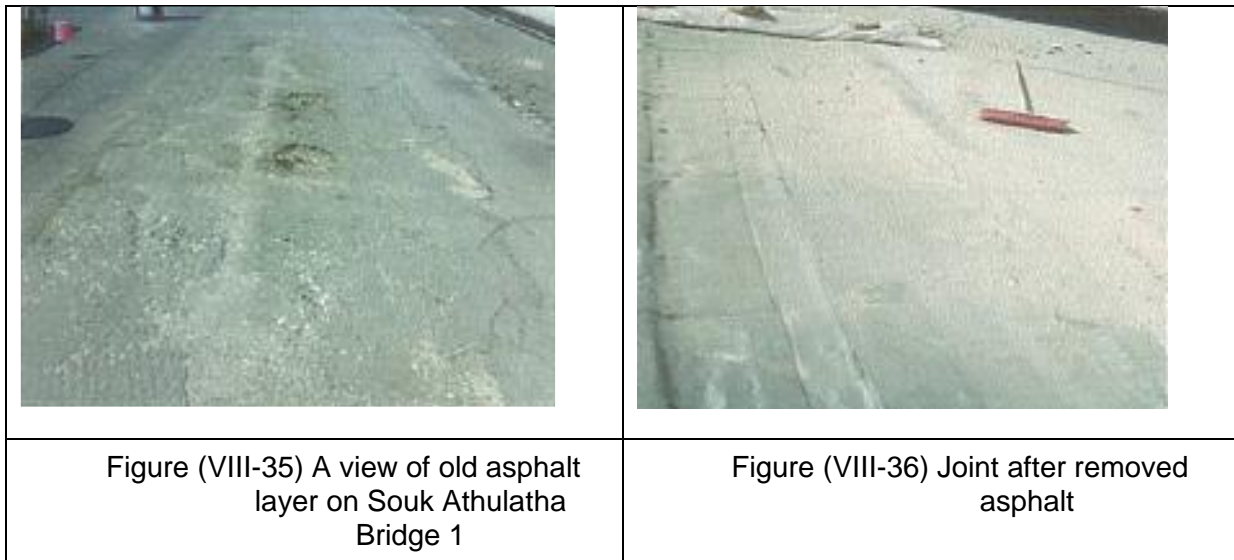 Figure (VIII-35) A view of old asphalt
layer on Souk Athulatha
Bridge 1
Figure (VIII-36) Joint after removed
asphalt